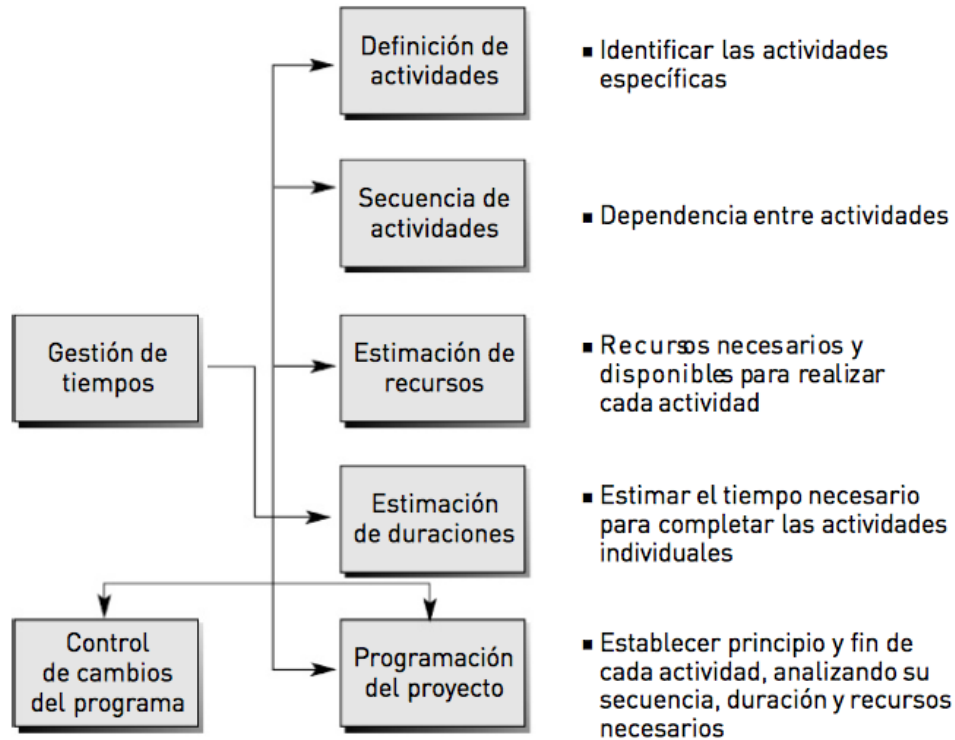 Definición de
actividades
■ Identificar las actividades
específicas
Secuencia de
actividades
■ Dependencia entre actividades
Gestión de
tiempos
Estimación de
recursos
■ Recursos necesarios y
disponibles para realizar
cada actividad
Estimación
de duraciones
■ Estimar el tiempo necesario
para completar las actividades
individuales
Control
de cambios
del programa
Programación
del proyecto
■ Establecer principio y fin de
cada actividad, analizando su
secuencia, duración y recursos
necesarios